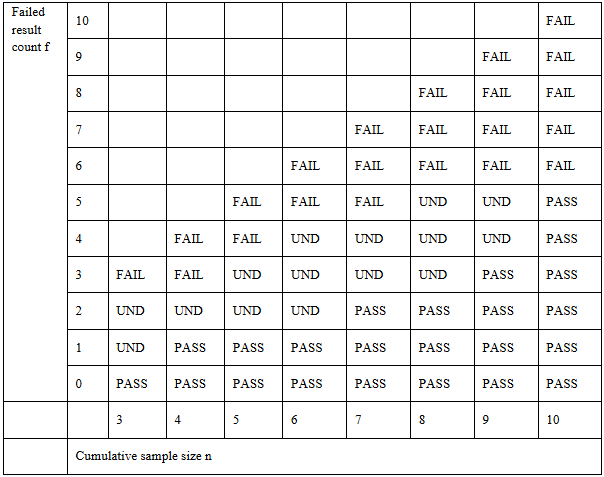 Failed
result
count f
10 FAIL
9 FAIL FAIL
8 FAIL FAIL FAIL
7 FAIL FAIL FAIL FAIL
6 FAIL FAIL FAIL FAIL FAIL
5 FAIL FAIL FAIL UND UND PASS
4 FAIL FAIL UND UND UND UND PASS
3 FAIL FAIL UND UND UND UND PASS PASS
2 UND UND UND UND PASS PASS PASS PASS
1 UND PASS PASS PASS PASS PASS PASS PASS
0 PASS PASS PASS PASS PASS PASS PASS PASS
3 4 5 6 7 8 9 10
Cumulative sample size n